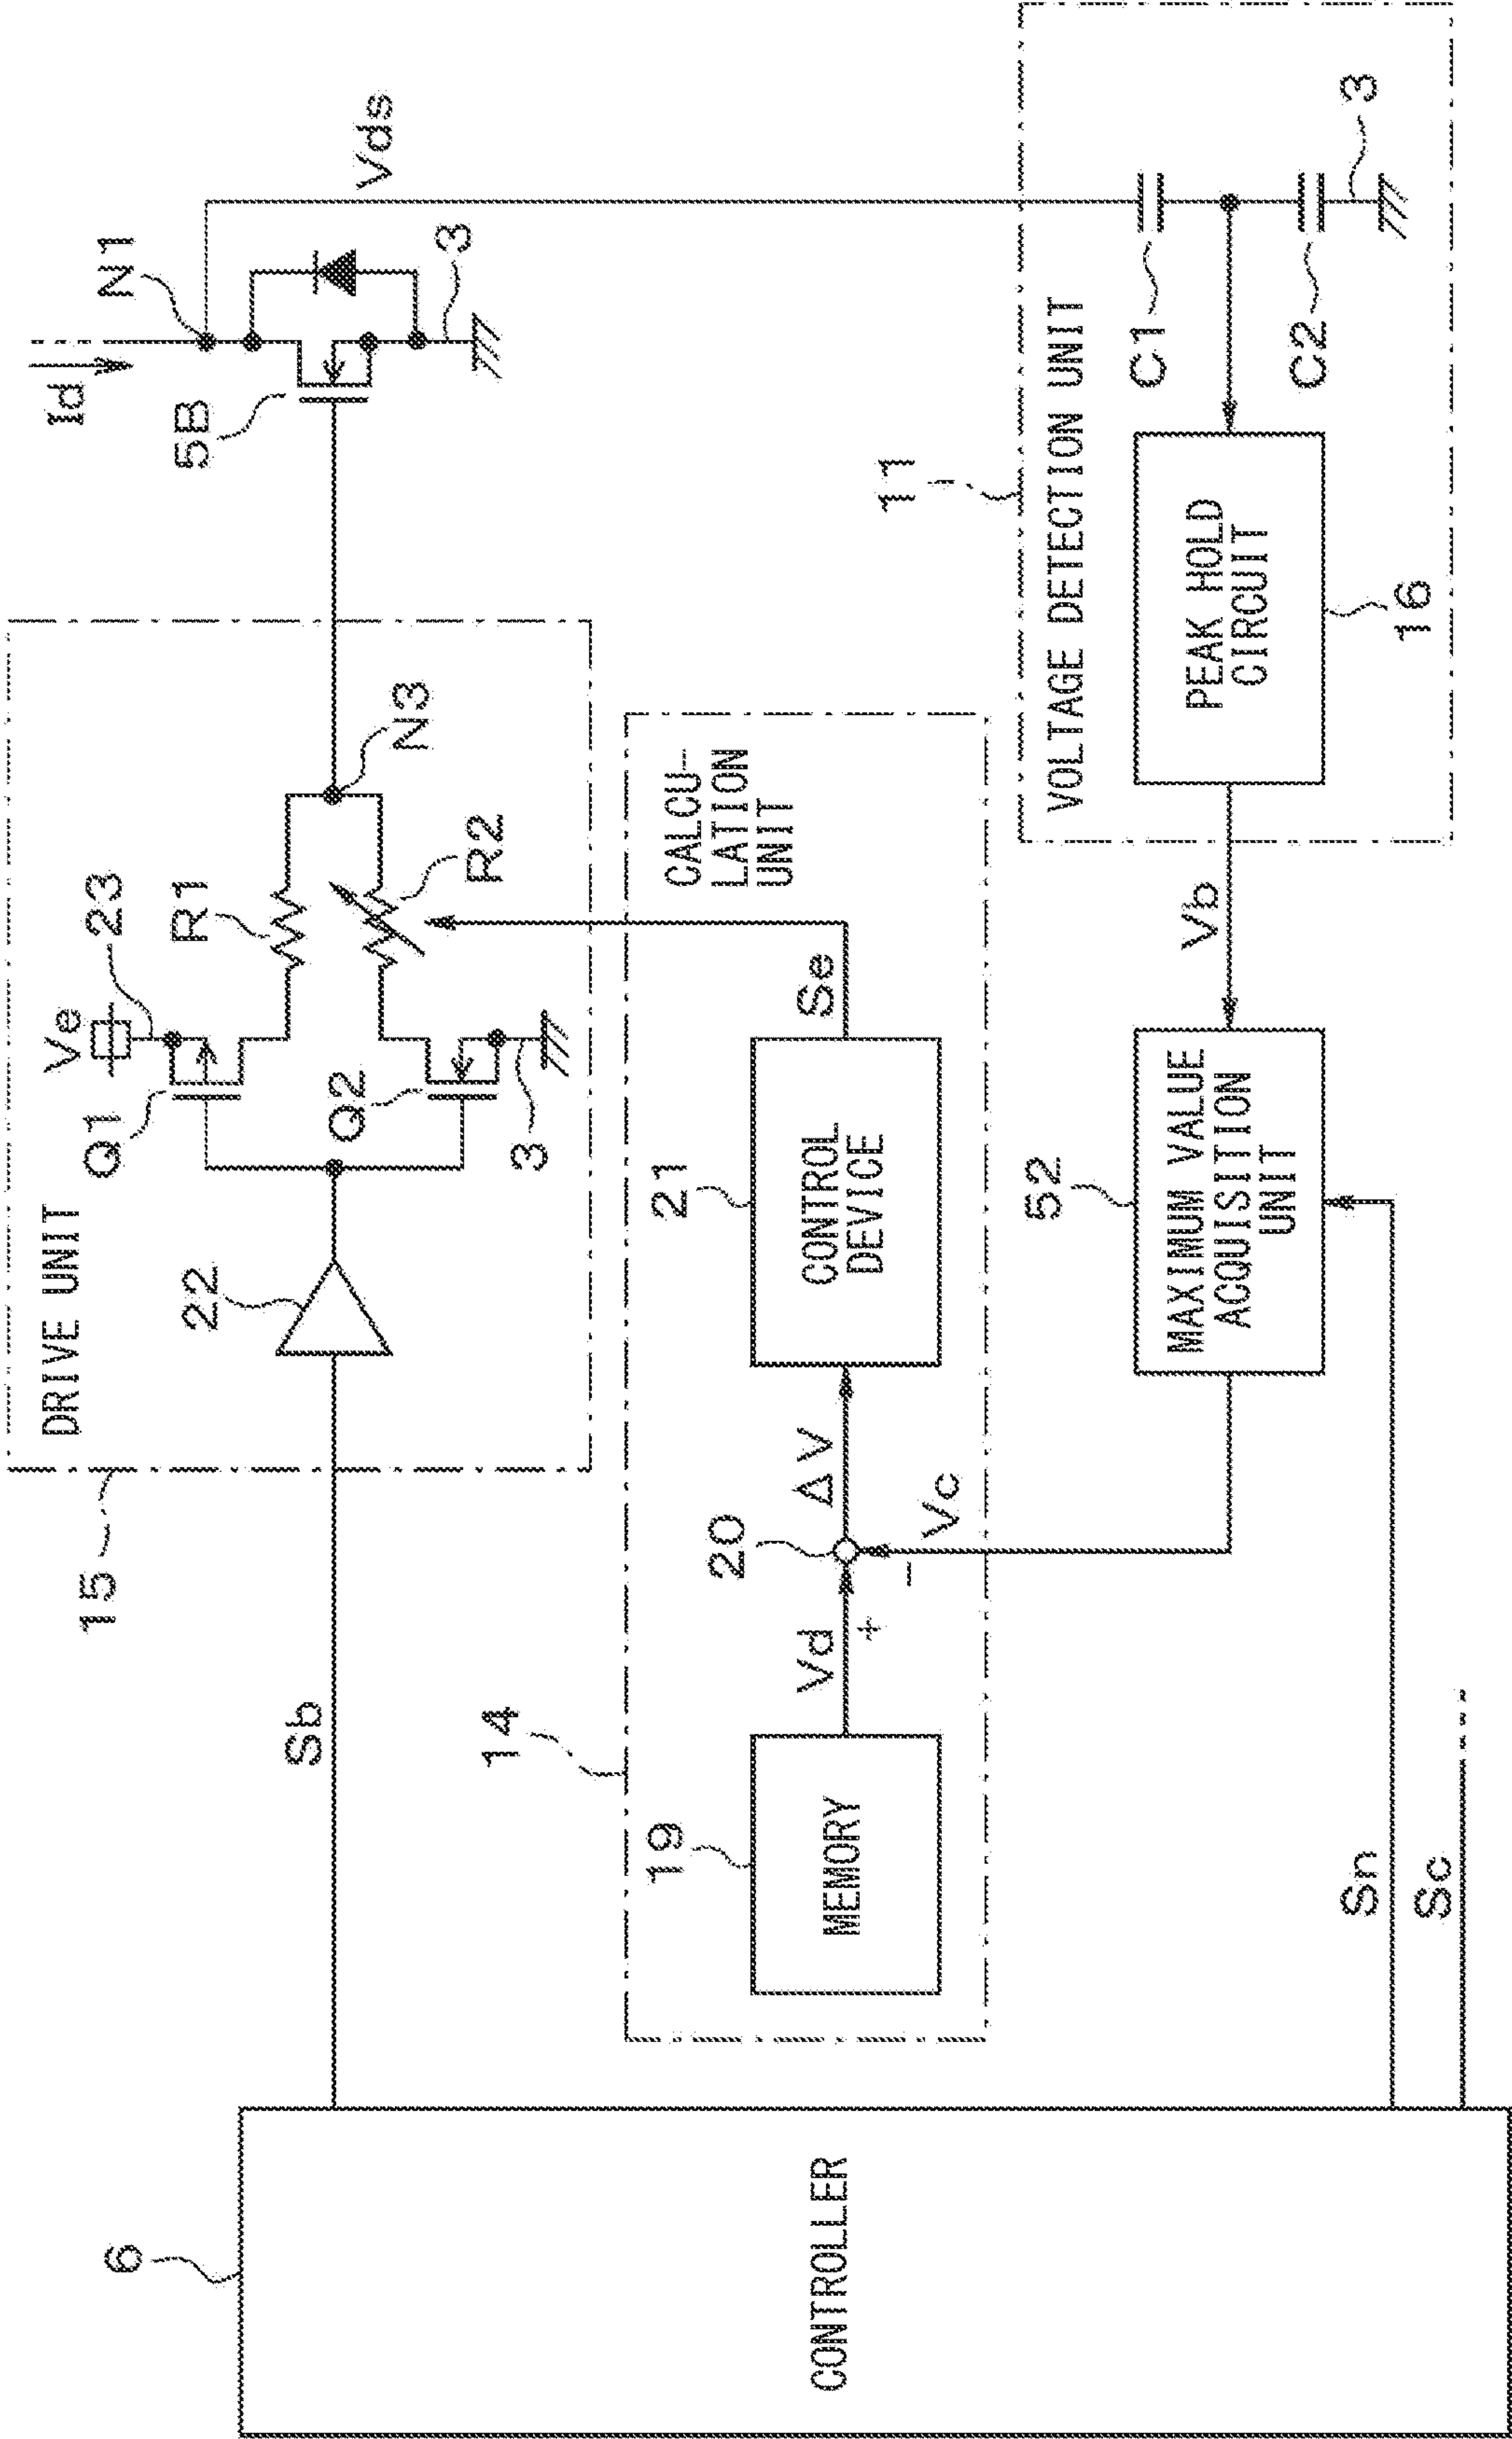 6
CONTROLLER
Sb
Sn
Sc
15
DRIVE UNIT
22
Q1
Ve
23
Q2
3
R1
R2
N3
Id
N1
5B
3
Vds
14
CALCU-
LATION
UNIT
19
MEMORY
Vd
+
20
-
Vc
ΔV
21
CONTROL
DEVICE
Se
52
MAXIMUM VALUE
ACQUISITION
UNIT
Vb
11
VOLTAGE DETECTION UNIT
PEAK HOLD
CIRCUIT
16
C1
C2
3